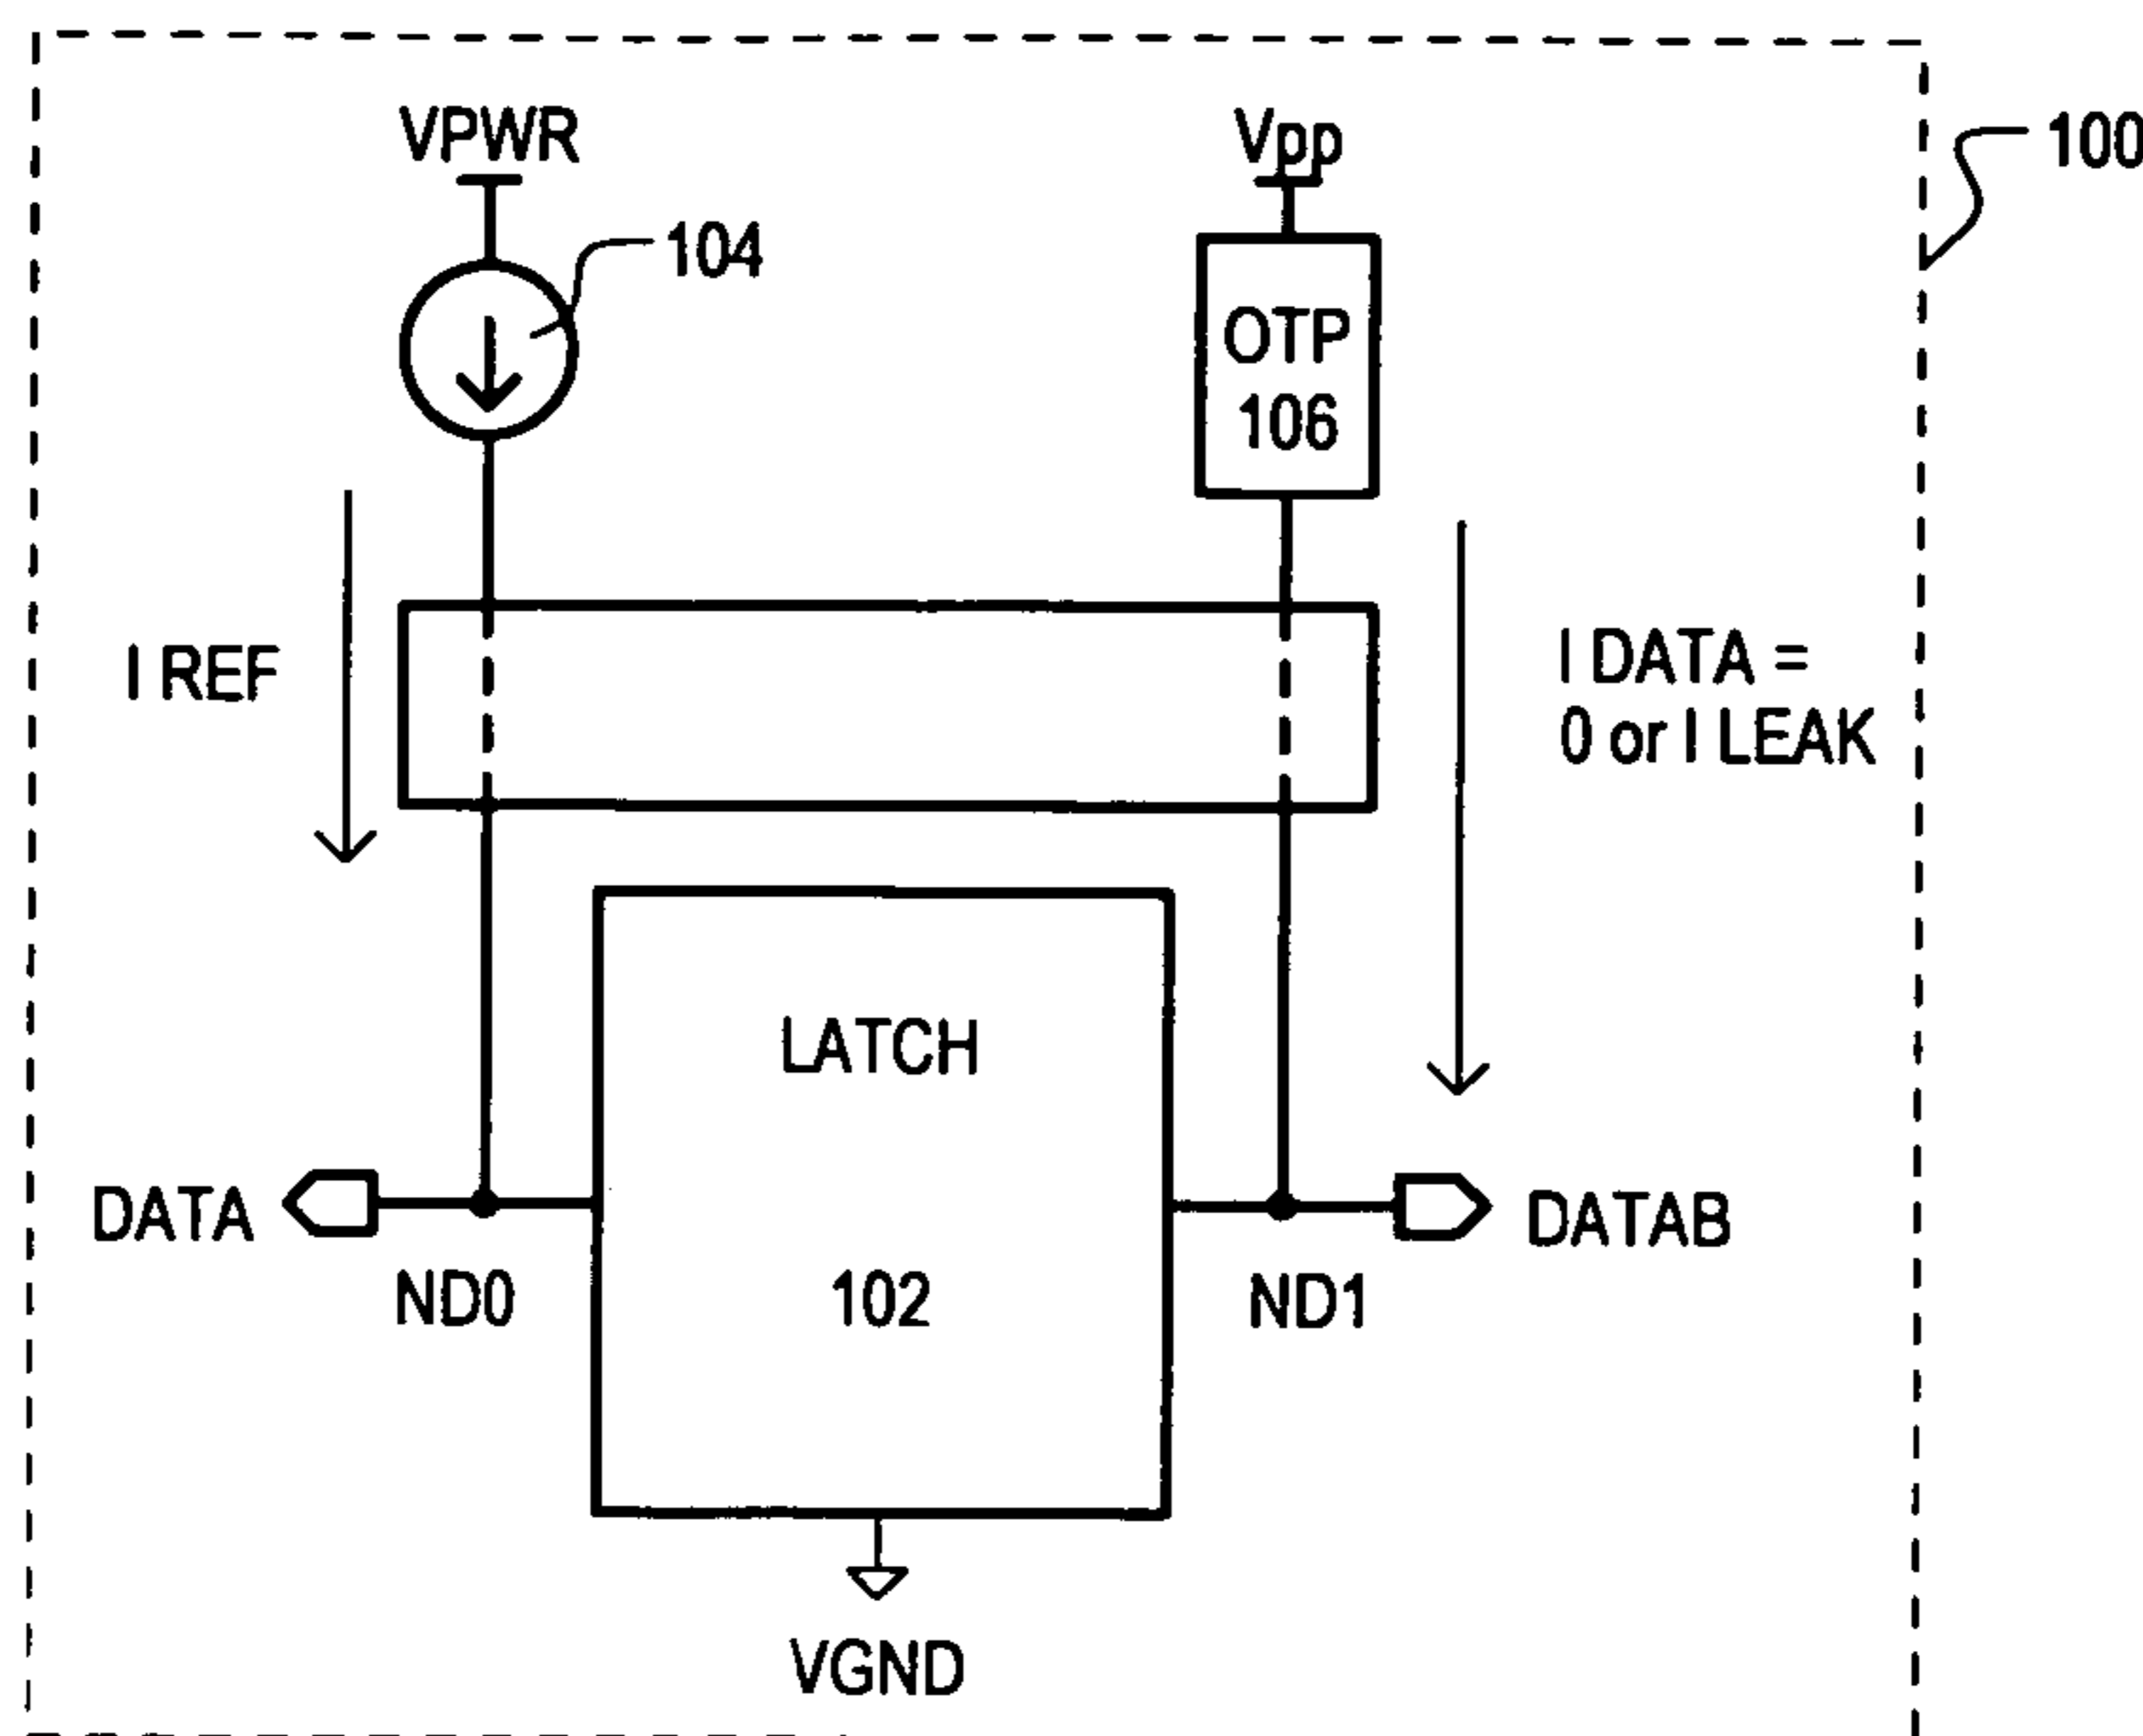 VPWR
Vpp
100
104
OTP
106
I REF
I DATA =
0 or I LEAK
LATCH
DATA
DATAB
ND0
102
ND1
VGND